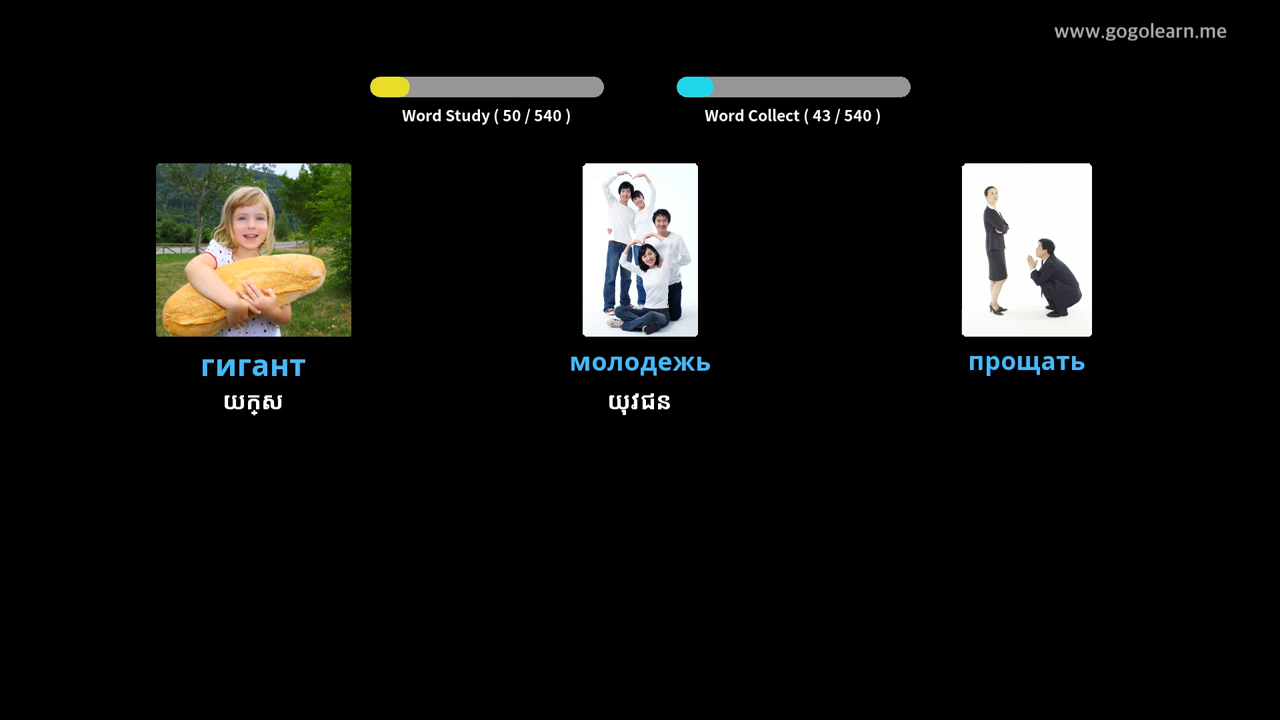 www.gogolearn.me
Word Study ( 50 / 540 )
Word Collect ( 43 / 540 )
гигант
យក្ស
молодежь
យុវជន
прощать